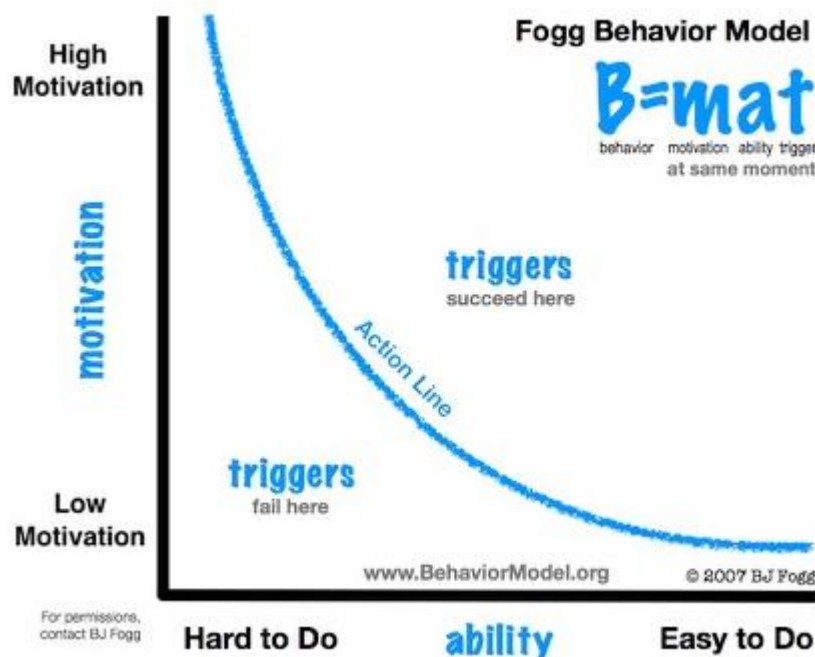 Fogg Behavior Model
B=mat
behavior motivation ability trigger
at same moment
High
Motivation
motivation
triggers
succeed here
Action Line
triggers
fail here
Low
Motivation
www.BehaviorModel.org
© 2007 BJ Fogg
For permissions,
contact BJ Fogg
Hard to Do
ability
Easy to Do